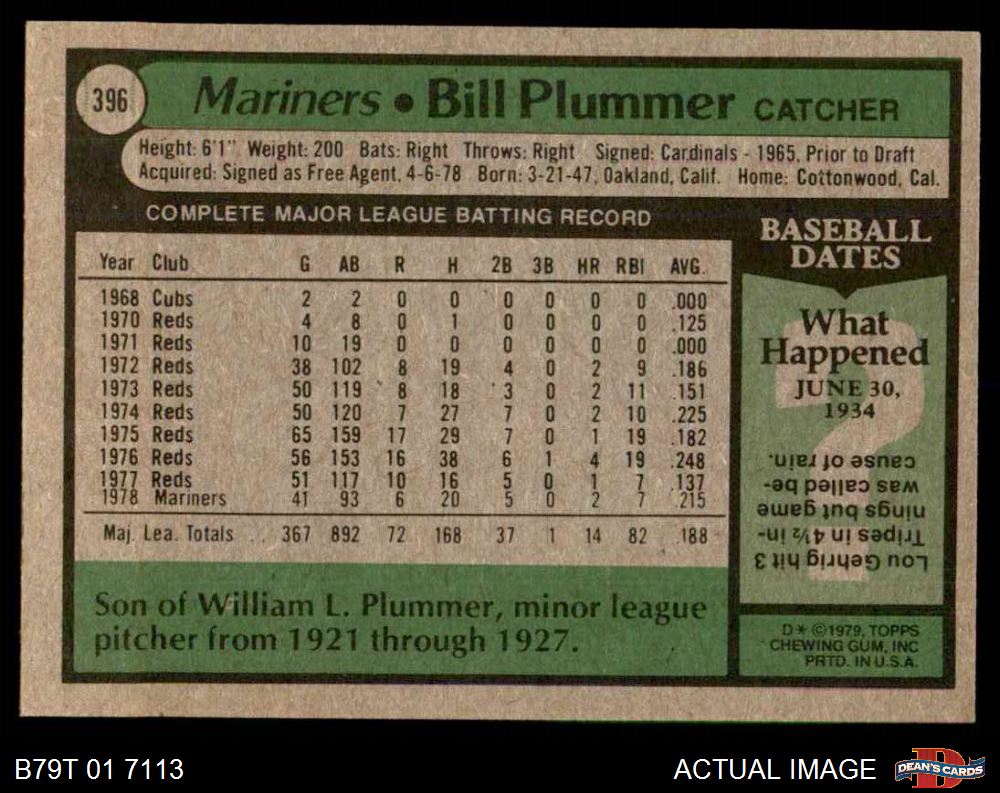 396
Mariners • Bill Plummer CATCHER
Height: 6'1" Weight: 200 Bats: Right Throws: Right Signed: Cardinals - 1965, Prior to Draft
Acquired: Signed as Free Agent, 4-6-78 Born: 3-21-47, Oakland, Calif. Home: Cottonwood, Cal.
COMPLETE MAJOR LEAGUE BATTING RECORD
Year Club G AB R H 2B 3B HR RBI AVG.
1968 Cubs 2 2 0 0 0 0 0 0 .000
1970 Reds 4 8 0 1 0 0 0 0 .125
1971 Reds 10 19 0 0 0 0 0 0 .000
1972 Reds 38 102 8 19 4 0 2 9 .186
1973 Reds 50 119 8 18 3 0 2 11 .151
1974 Reds 50 120 7 27 7 0 2 10 .225
1975 Reds 65 159 17 29 7 0 1 19 .182
1976 Reds 56 153 16 38 6 1 4 19 .248
1977 Reds 51 117 10 16 5 0 1 7 .137
1978 Mariners 41 93 6 20 5 0 2 7 .215
Maj. Lea. Totals . . 367 892 72 168 37 1 14 82 .188
Son of William L. Plummer, minor league
pitcher from 1921 through 1927.
BASEBALL
DATES
What
Happened
JUNE 30,
1934
?
Lou Gehrig hit 3
Tripes in 4½ in-
nings but game
was called be-
cause of rain.
D* ©1979, TOPPS
CHEWING GUM, INC
PRTD. IN U.S.A.
B79T 01 7113
ACTUAL IMAGE
D
DEAN'S CARDS